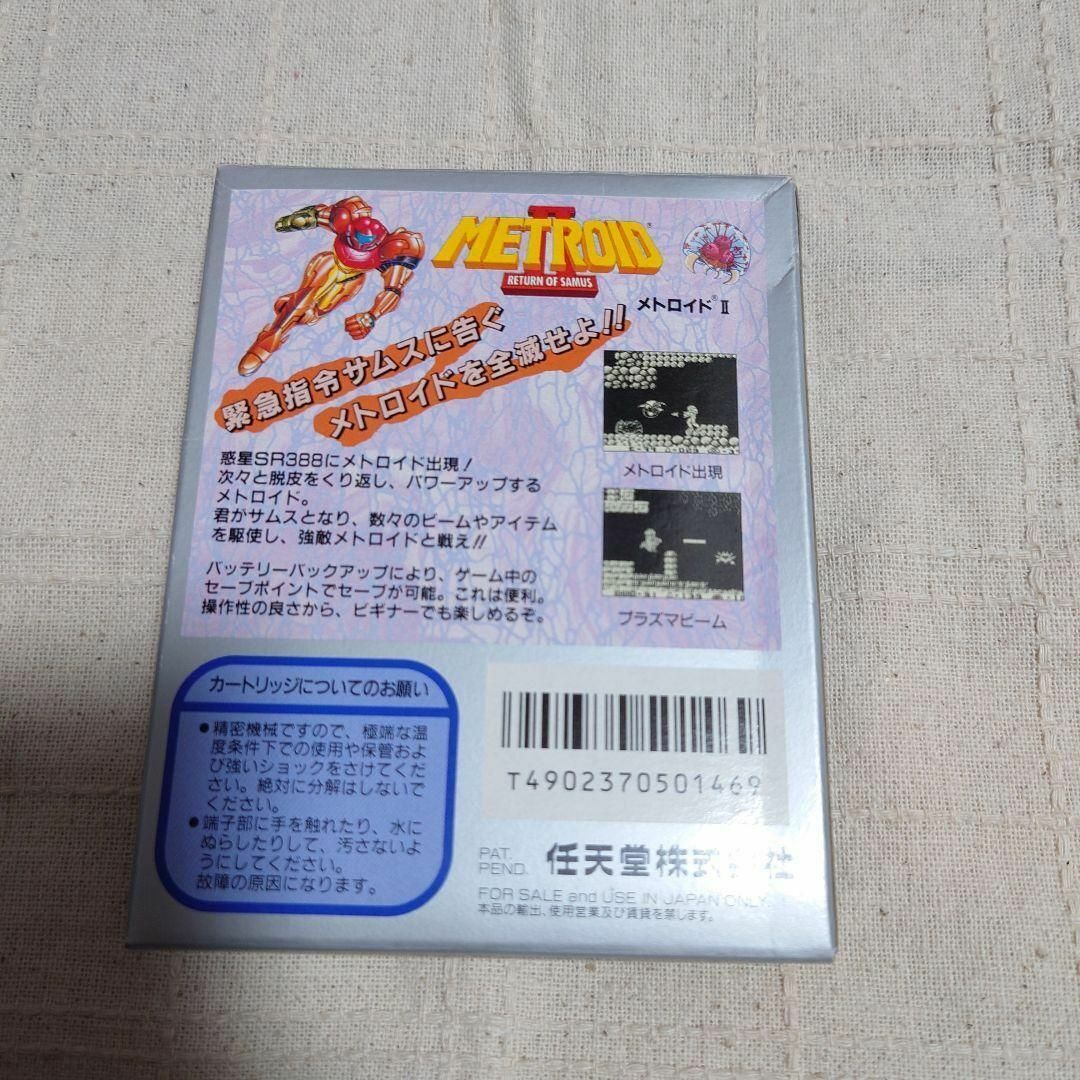 METROID II
RETURN OF SAMUS
メトロイド® II
緊急指令サムスに告ぐ
メトロイドを全滅せよ!!
惑星SR388にメトロイド出現!
次々と脱皮をくり返し、パワーアップする
メトロイド。
君がサムスとなり、数々のビームやアイテム
を駆使し、強敵メトロイドと戦え!!
バッテリーバックアップにより、ゲーム中の
セーブポイントでセーブが可能。これは便利。
操作性の良さから、ビギナーでも楽しめるぞ。
メトロイド出現
プラズマビーム
カートリッジについてのお願い
●精密機械ですので、極端な温
度条件下での使用や保管およ
び強いショックをさけてくだ
さい。絶対に分解はしないで
ください。
●端子部に手を触れたり、水に
ぬらしたりして、汚さないよ
うにしてください。
故障の原因になります。
T4902370501469
PAT.
PEND.
任天堂株式会社
FOR SALE and USE IN JAPAN ONLY.
本品の輸出、使用営業及び賃貸を禁じます。